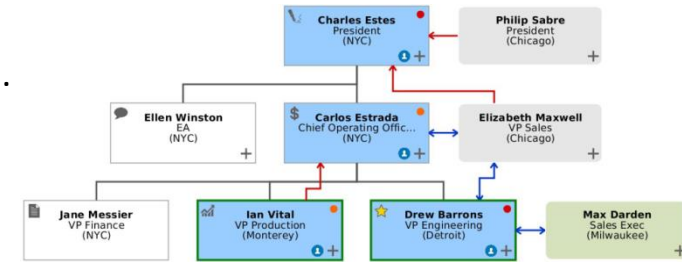 Charles Estes
President
(NYC)
Philip Sabre
President
(Chicago)
Ellen Winston
EA
(NYC)
$
Carlos Estrada
Chief Operating Offic...
(NYC)
Elizabeth Maxwell
VP Sales
(Chicago)
Jane Messier
VP Finance
(NYC)
Ian Vital
VP Production
(Monterey)
Drew Barrons
VP Engineering
(Detroit)
Max Darden
Sales Exec
(Milwaukee)